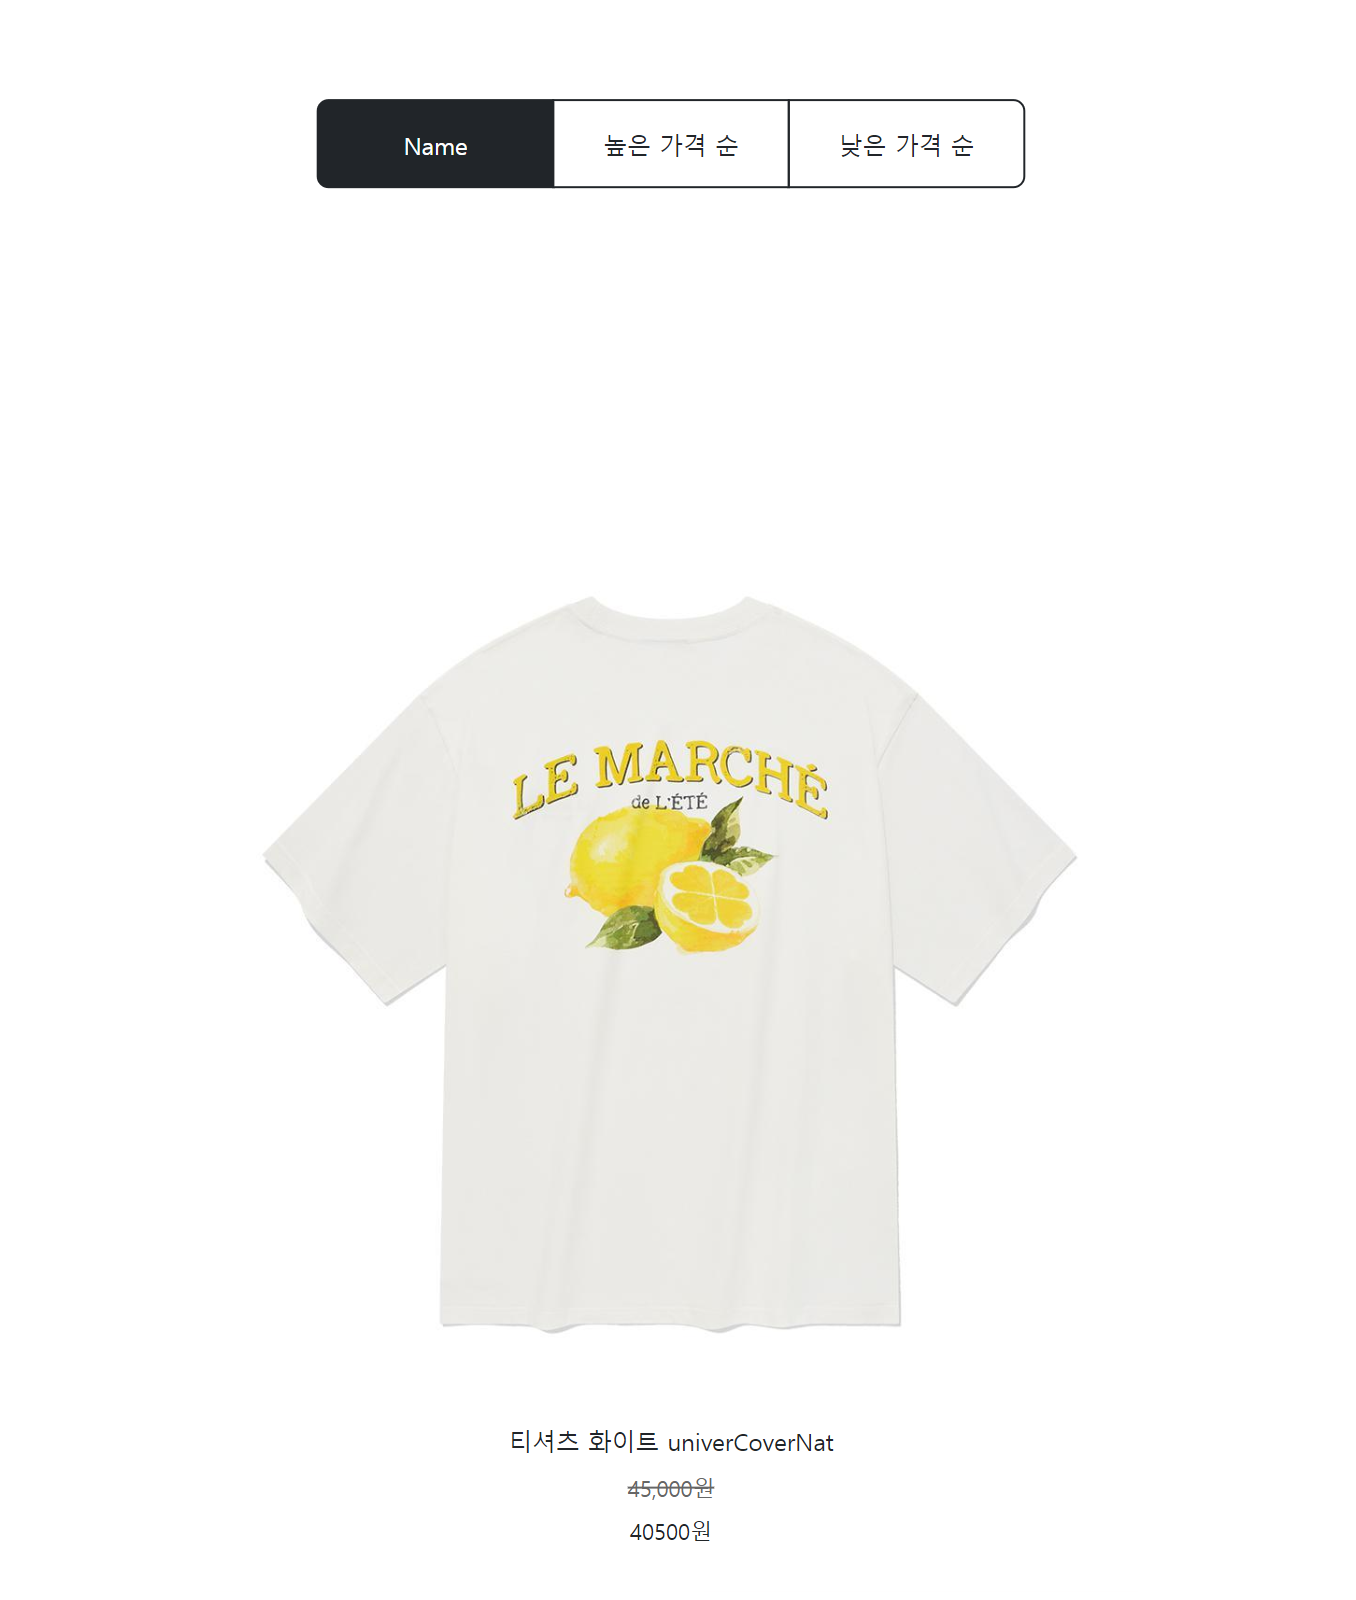 Name
높은 가격 순
낮은 가격 순
LE MARCHÉ
de L'ÉTÉ
티셔츠 화이트 univerCoverNat
45,000원
40500원